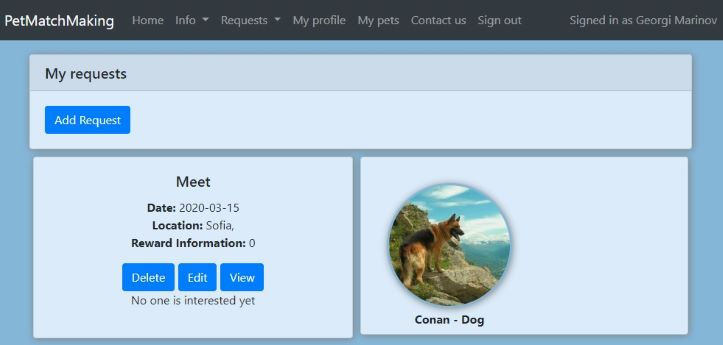 PetMatchMaking Home Info Requests My profile My pets Contact us Sign out Signed in as Georgi Marinov
My requests
Add Request
Meet
Date: 2020-03-15
Location: Sofia,
Reward Information: 0
Delete Edit View
No one is interested yet
Conan - Dog